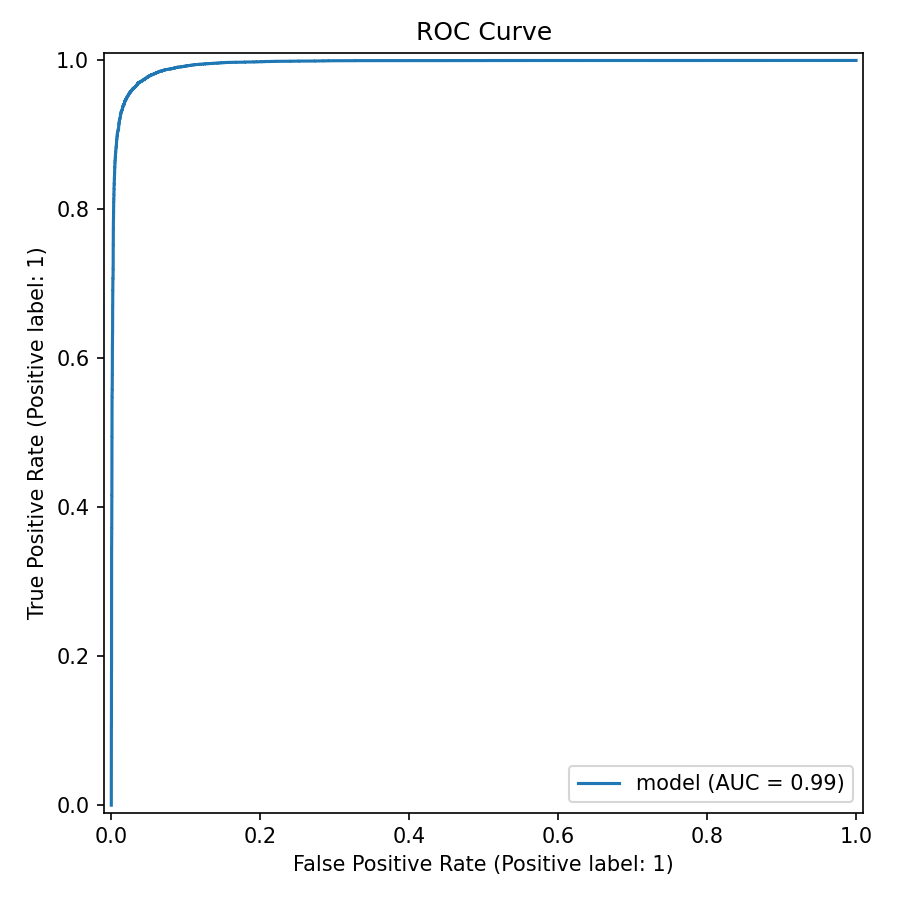 ROC Curve
1.0
0.8
0.6
0.4
0.2
0.0
True Positive Rate (Positive label: 1)
model (AUC = 0.99)
0.0 0.2 0.4 0.6 0.8 1.0
False Positive Rate (Positive label: 1)